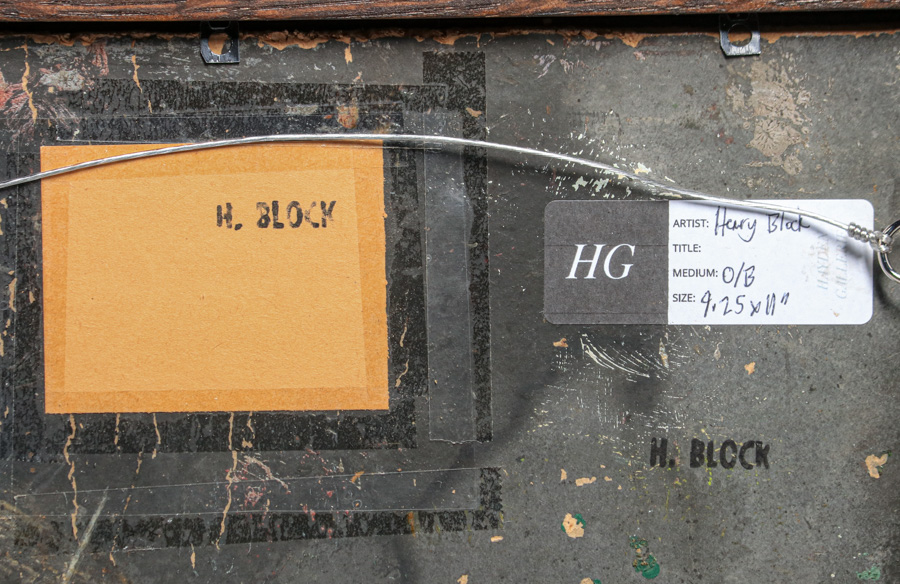 H. BLOCK
HG
ARTIST: Henry Block
TITLE:
MEDIUM: O/B
SIZE: 9.25 x 11"
H. BLOCK